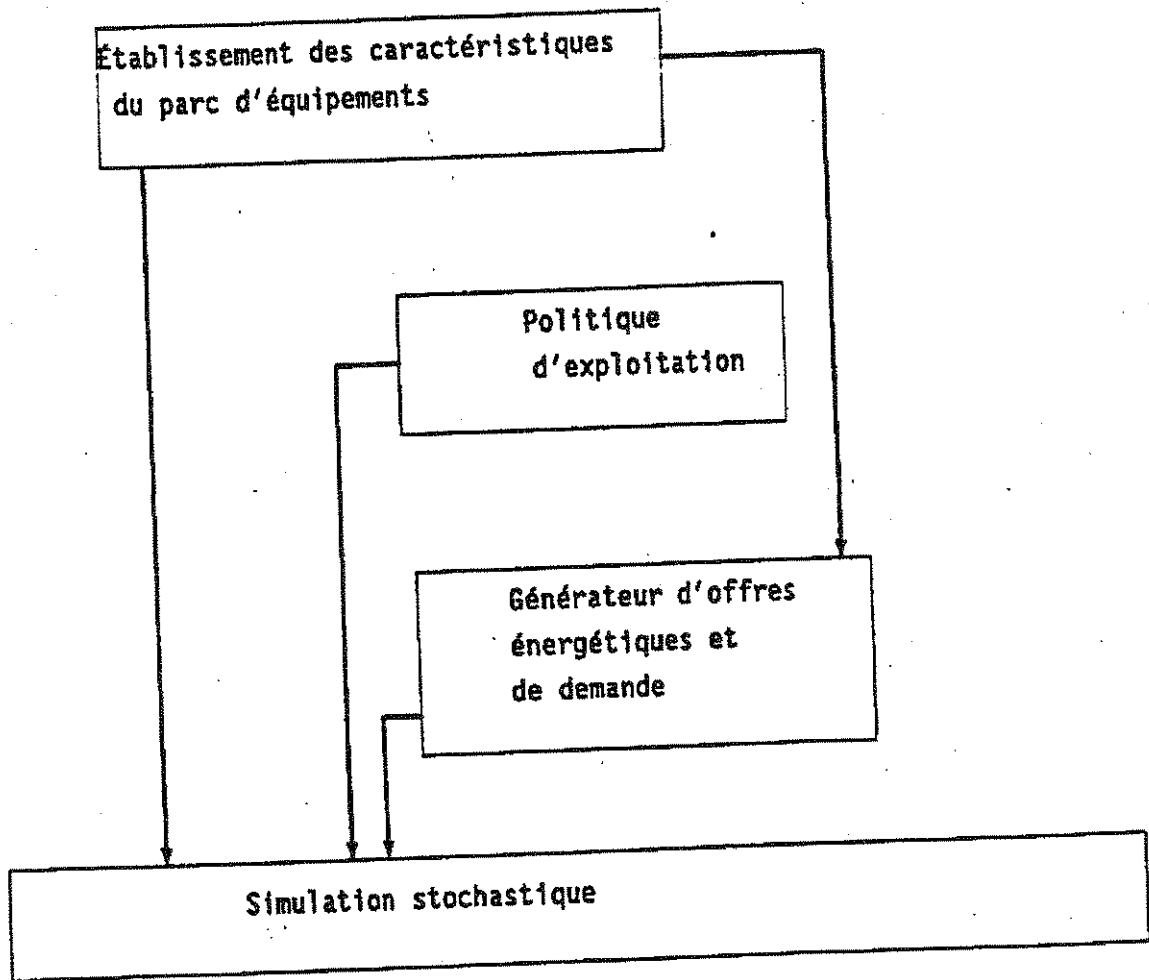 Établissement des caractéristiques
du parc d'équipements
Politique
d'exploitation
Générateur d'offres
énergétiques et
de demande
Simulation stochastique